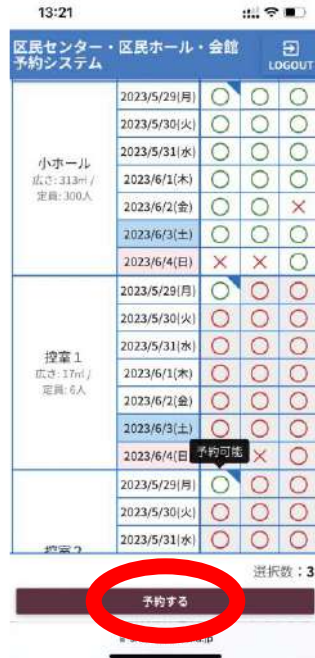 13:21
区民センター・区民ホール・会館
予約システム
LOGOUT
小ホール
広さ: 313㎡ /
定員: 300人
2023/5/29(月)
2023/5/30(火)
2023/5/31(水)
2023/6/1(木)
2023/6/2(金)
2023/6/3(土)
2023/6/4(日)
控室１
広さ: 17㎡ /
定員: 6人
2023/5/29(月)
2023/5/30(火)
2023/5/31(水)
2023/6/1(木)
2023/6/2(金)
2023/6/3(土)
2023/6/4(日
予約可能
控室２
2023/5/29(月)
2023/5/30(火)
2023/5/31(水)
選択数：3
予約する